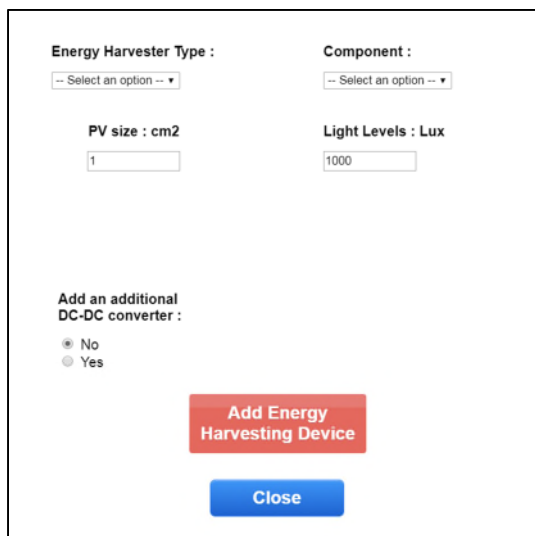 Energy Harvester Type :
Component :
-- Select an option --
-- Select an option --
PV size : cm2
Light Levels : Lux
1
1000
Add an additional
DC-DC converter :
No
Yes
Add Energy
Harvesting Device
Close